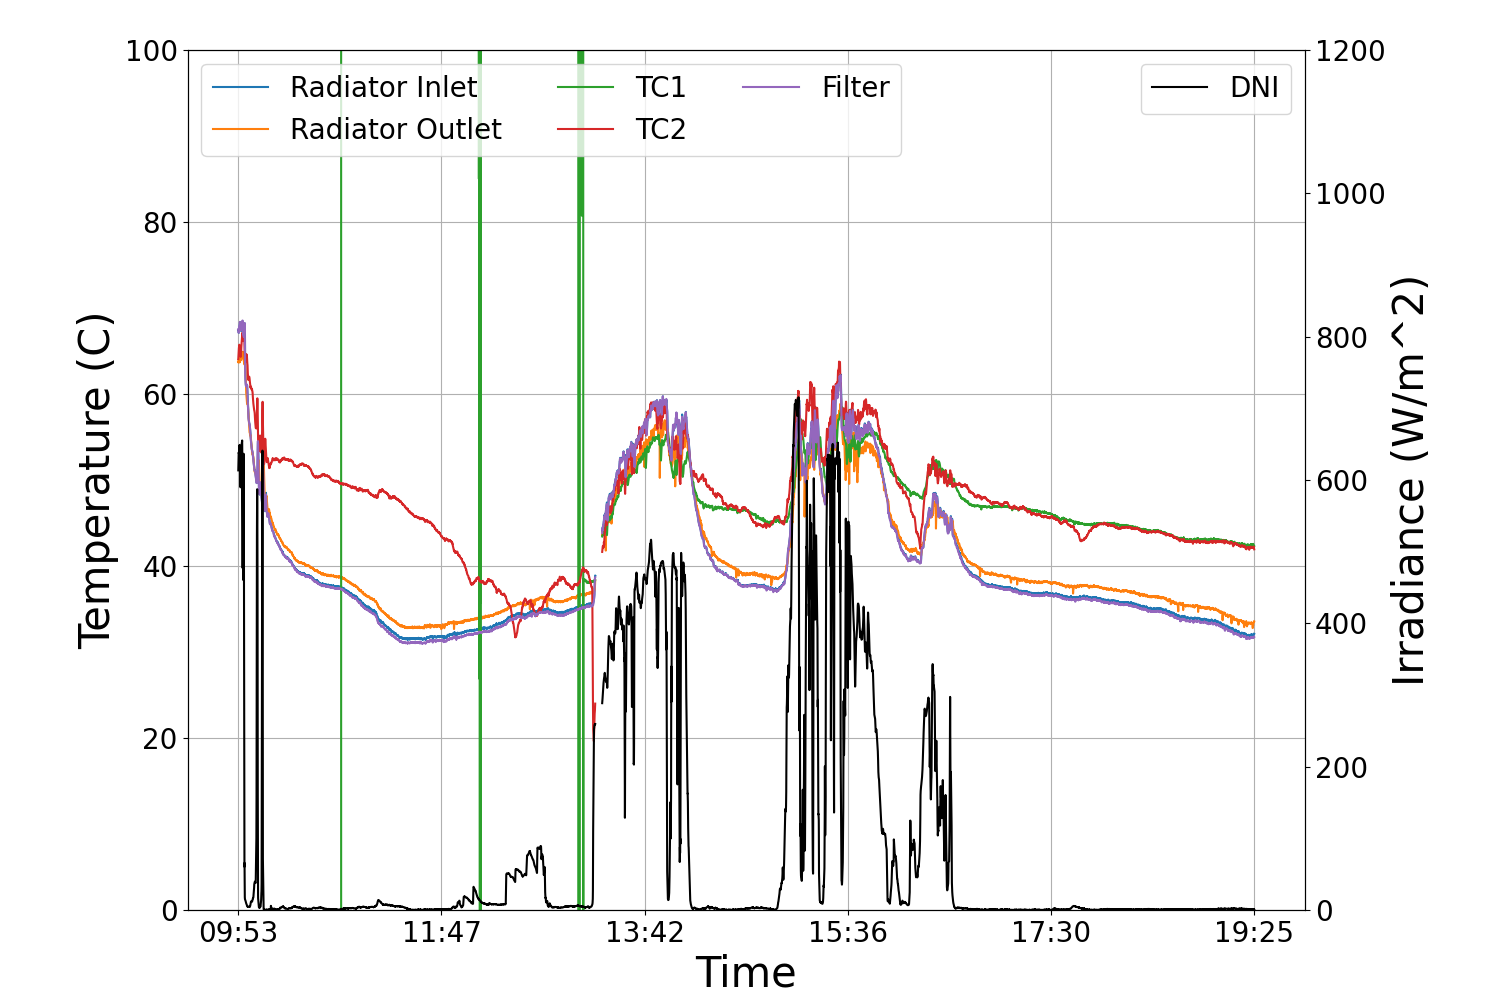 Radiator Inlet
Radiator Outlet
TC1
TC2
Filter
DNI
Temperature (C)
100
80
60
40
20
0
Irradiance (W/m^2)
1200
1000
800
600
400
200
0
09:53 11:47 13:42 15:36 17:30 19:25
Time